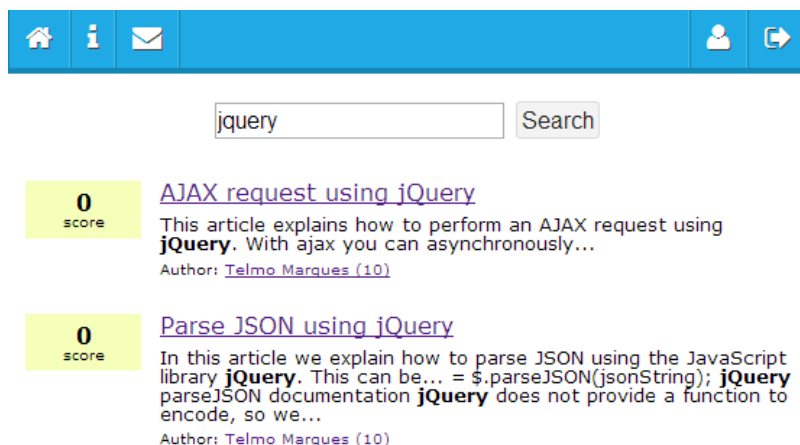 jquery
Search
0
score
AJAX request using jQuery
This article explains how to perform an AJAX request using
jQuery. With ajax you can asynchronously...
Author: Telmo Marques (10)
0
score
Parse JSON using jQuery
In this article we explain how to parse JSON using the JavaScript
library jQuery. This can be... = $.parseJSON(jsonString); jQuery
parseJSON documentation jQuery does not provide a function to
encode, so we...
Author: Telmo Marques (10)